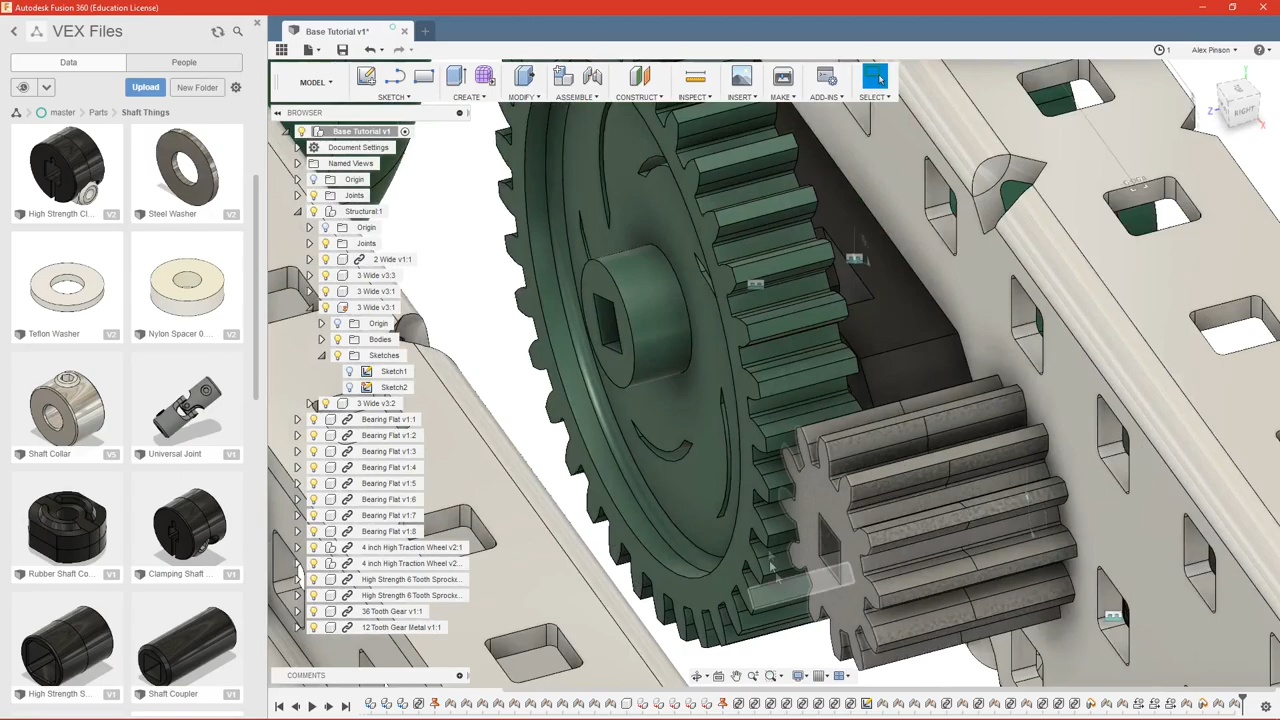 Autodesk Fusion 360 (Education License)
VEX Files
Data
People
Upload
New Folder
master > Parts > Shaft Things
High Strength Cl...
V2
Steel Washer
V2
Teflon Washer
V2
Nylon Spacer 0....
V2
Shaft Collar
V5
Universal Joint
V1
Rubber Shaft Co...
V1
Clamping Shaft ...
V1
High Strength S...
V1
Shaft Coupler
V1
Base Tutorial v1*
1
Alex Pinson
MODEL
SKETCH
CREATE
MODIFY
ASSEMBLE
CONSTRUCT
INSPECT
INSERT
MAKE
ADD-INS
SELECT
BROWSER
Base Tutorial v1
Document Settings
Named Views
Origin
Joints
Structural:1
Origin
Joints
2 Wide v1:1
3 Wide v3:3
3 Wide v3:1
3 Wide v3:1
Origin
Bodies
Sketches
Sketch1
Sketch2
3 Wide v3:2
Bearing Flat v1:1
Bearing Flat v1:2
Bearing Flat v1:3
Bearing Flat v1:4
Bearing Flat v1:5
Bearing Flat v1:6
Bearing Flat v1:7
Bearing Flat v1:8
4 inch High Traction Wheel v2:1
4 inch High Traction Wheel v2...
High Strength 6 Tooth Sprocke...
High Strength 6 Tooth Sprocke...
36 Tooth Gear v1:1
12 Tooth Gear Metal v1:1
COMMENTS
Y
Z
X
RIGHT